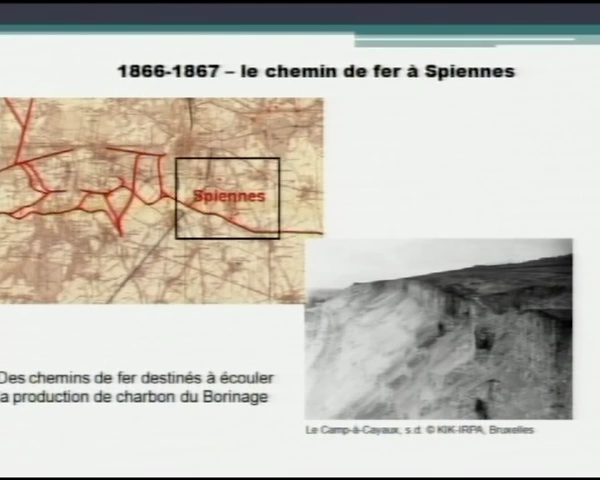 1866-1867 – le chemin de fer à Spiennes
Spiennes
Des chemins de fer destinés à écouler
la production de charbon du Borinage
Le Camp-à-Cayaux, s.d. © KIK-IRPA, Bruxelles